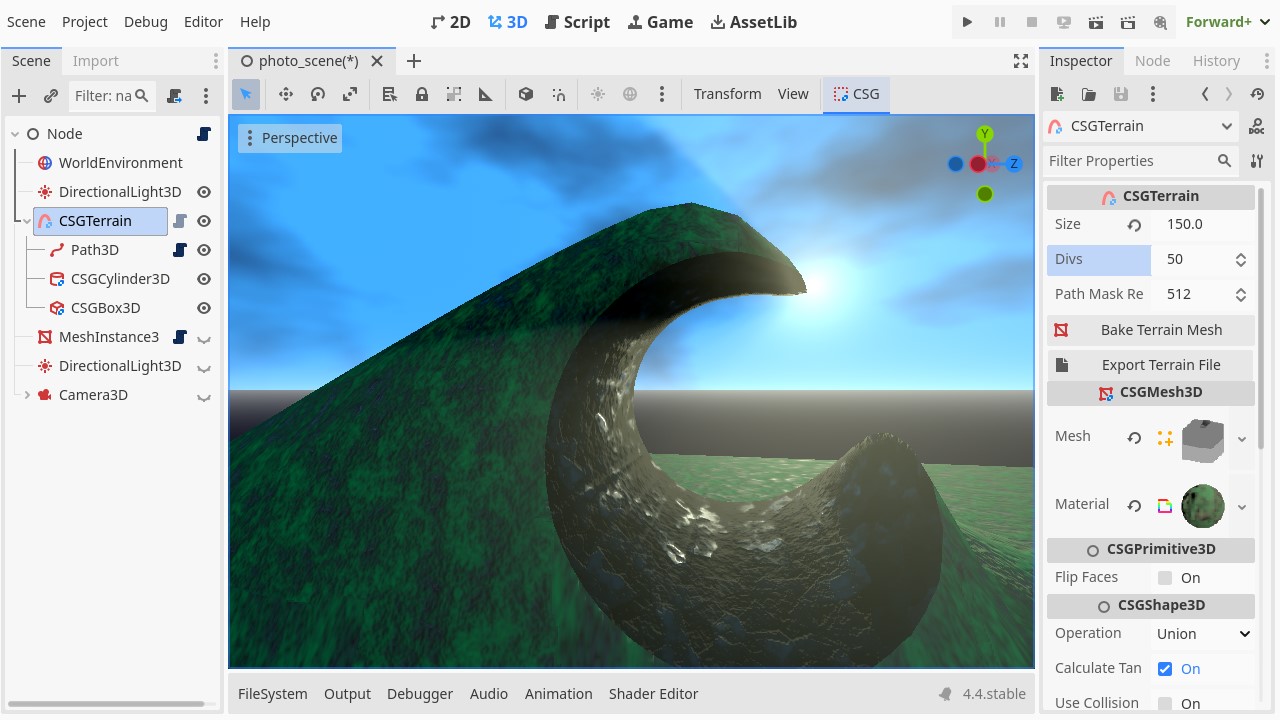 Scene Project Debug Editor Help
2D 3D Script Game AssetLib
Forward+
Scene Import
Filter: na
Node
WorldEnvironment
DirectionalLight3D
CSGTerrain
Path3D
CSGCylinder3D
CSGBox3D
MeshInstance3
DirectionalLight3D
Camera3D
photo_scene(*)
Transform View CSG
Perspective
Y
Z
FileSystem Output Debugger Audio Animation Shader Editor
4.4.stable
Inspector Node History
CSGTerrain
Filter Properties
CSGTerrain
Size 150.0
Divs 50
Path Mask Re 512
Bake Terrain Mesh
Export Terrain File
CSGMesh3D
Mesh
Material
CSGPrimitive3D
Flip Faces On
CSGShape3D
Operation Union
Calculate Tan On
Use Collision On